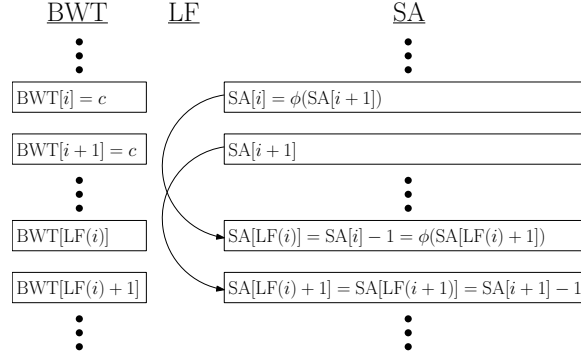 BWT LF SA
BWT[i] = c SA[i] = ϕ(SA[i + 1])
BWT[i + 1] = c SA[i + 1]
BWT[LF(i)] SA[LF(i)] = SA[i] − 1 = ϕ(SA[LF(i) + 1])
BWT[LF(i) + 1] SA[LF(i) + 1] = SA[LF(i + 1)] = SA[i + 1] − 1